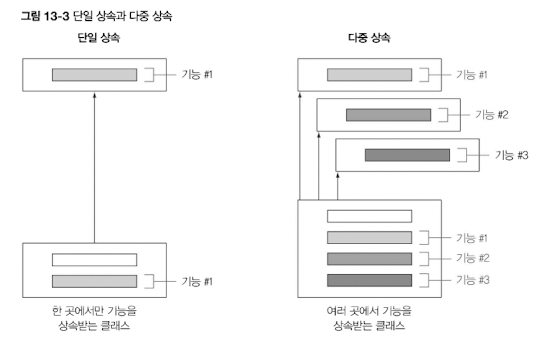 그림 13-3 단일 상속과 다중 상속
단일 상속
기능 #1
기능 #1
한 곳에서만 기능을
상속받는 클래스
다중 상속
기능 #1
기능 #2
기능 #3
기능 #1
기능 #2
기능 #3
여러 곳에서 기능을
상속받는 클래스